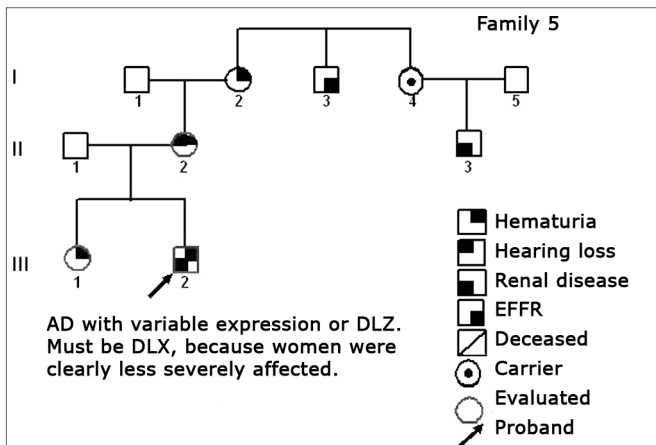 Family 5
I
1
2
3
4
5
II
1
2
3
III
1
2
Hematuria
Hearing loss
Renal disease
EFFR
Deceased
Carrier
Evaluated
Proband
AD with variable expression or DLZ.
Must be DLX, because women were
clearly less severely affected.